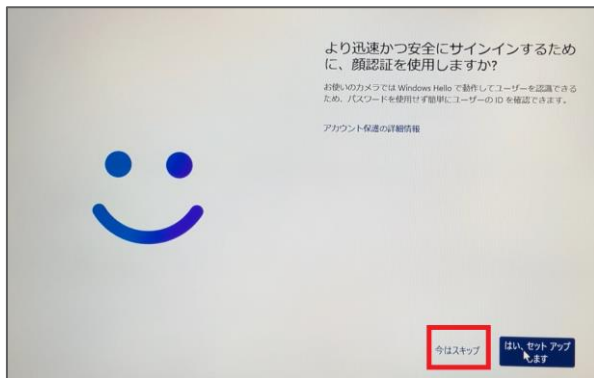 より迅速かつ安全にサインインするため
に、顔認証を使用しますか?
お使いのカメラでは Windows Hello で動作してユーザーを認識できる
ため、パスワードを使用せず簡単にユーザーの ID を確認できます。
アカウント保護の詳細情報
今はスキップ
はい、セット アップ
します